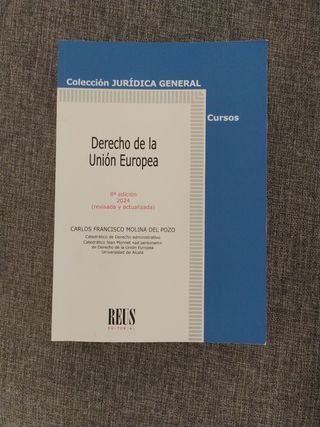 Colección JURÍDICA GENERAL
Cursos
Derecho de la
Unión Europea
8ª edición
2024
(revisada y actualizada)
CARLOS FRANCISCO MOLINA DEL POZO
Catedrático de Derecho administrativo
Catedrático Jean Monnet «ad personam»
de Derecho de la Unión Europea
Universidad de Alcalá
REUS
EDITORIAL